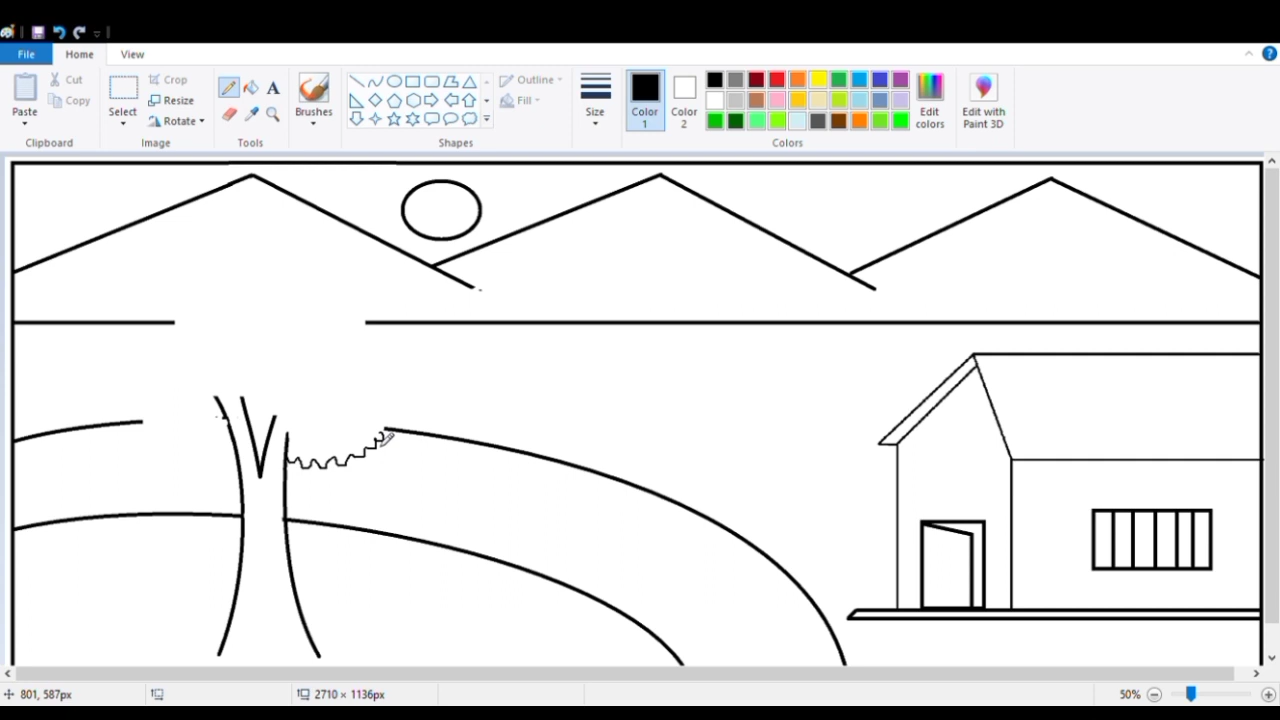 File Home View
Paste
Cut
Copy
Clipboard
Select
Crop
Resize
Rotate
Image
A
Tools
Brushes
Outline
Fill
Shapes
Size
Color
1
Color
2
Edit
colors
Colors
Edit with
Paint 3D
801, 587px
2710 × 1136px
50%